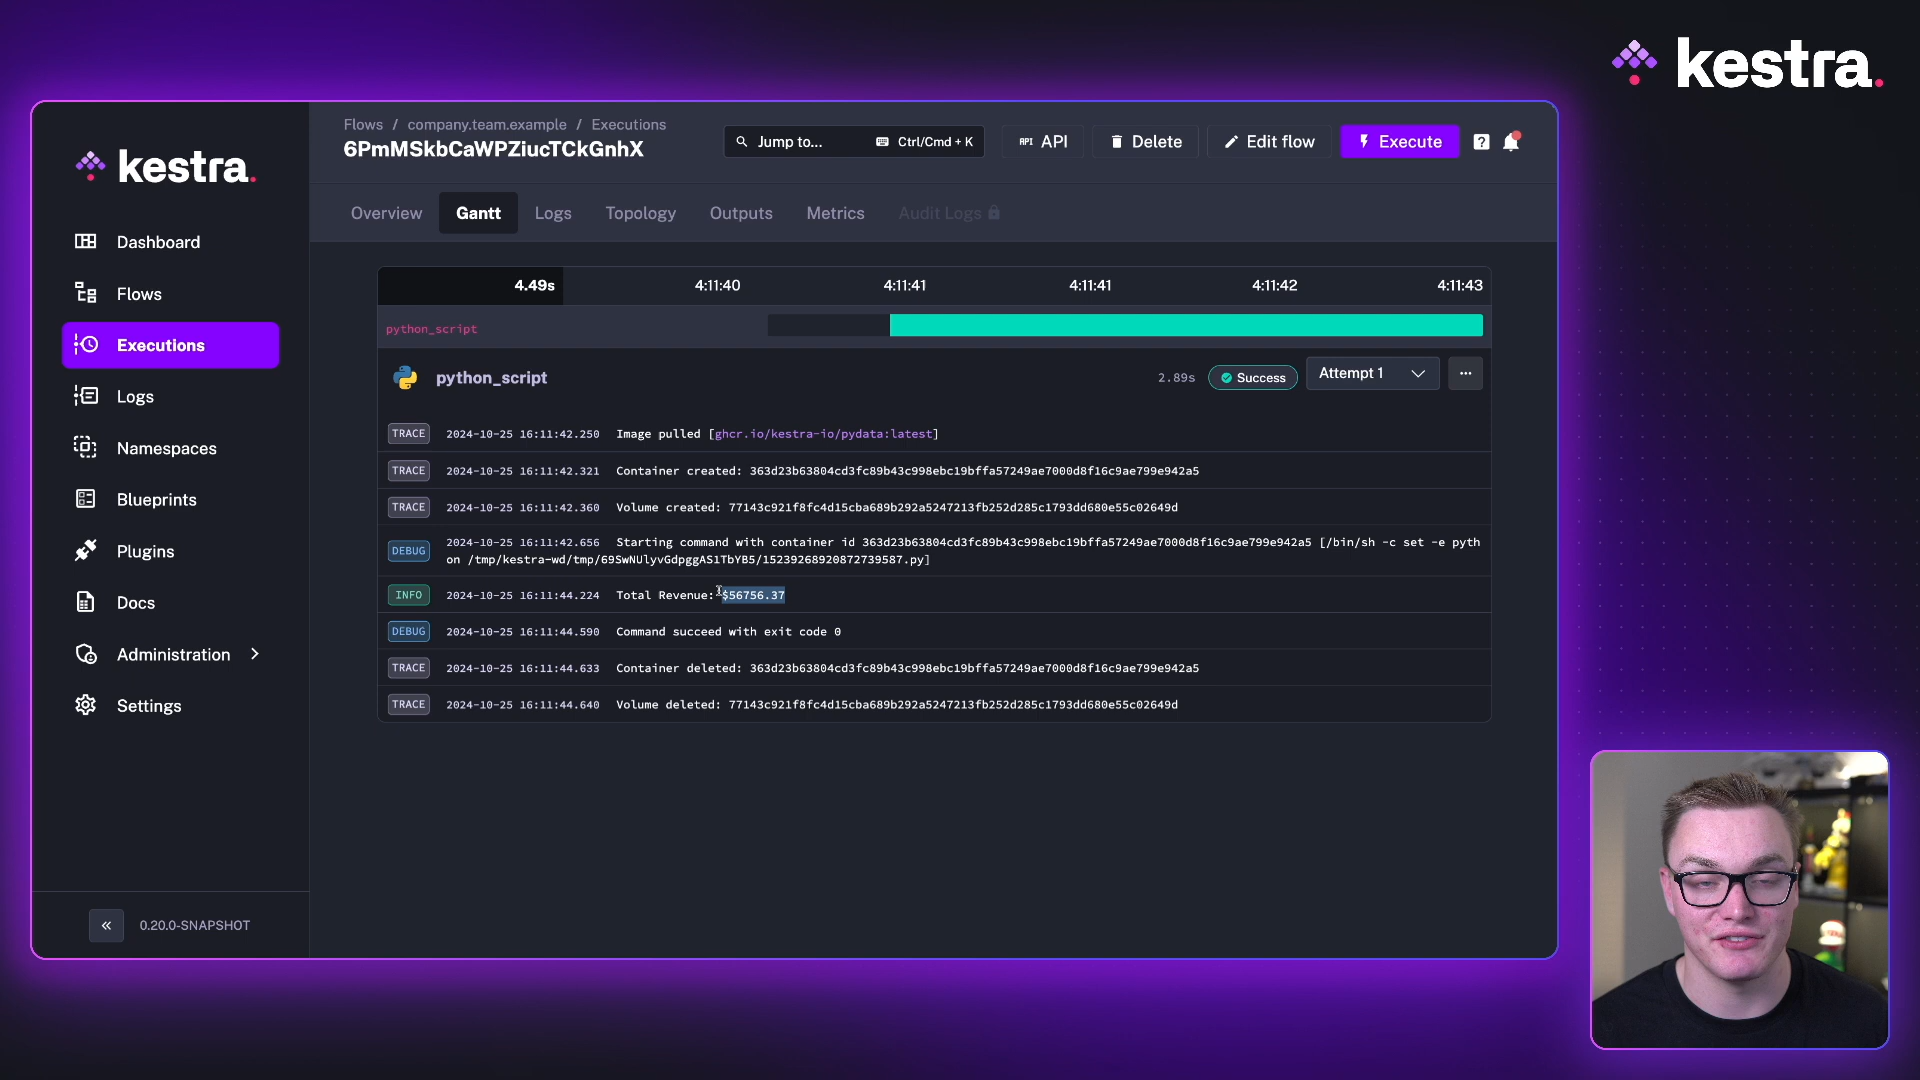 kestra.
kestra.
Flows / company.team.example / Executions
6PmMSkbCaWPZiucTCkGnhX
Jump to... Ctrl/Cmd + K
API API
Delete
Edit flow
Execute
?
Overview
Gantt
Logs
Topology
Outputs
Metrics
Audit Logs
Dashboard
Flows
Executions
Logs
Namespaces
Blueprints
Plugins
Docs
Administration
Settings
0.20.0-SNAPSHOT
4.49s 4:11:40 4:11:41 4:11:41 4:11:42 4:11:43
python_script
python_script 2.89s Success Attempt 1
TRACE 2024-10-25 16:11:42.250 Image pulled [ghcr.io/kestra-io/pydata:latest]
TRACE 2024-10-25 16:11:42.321 Container created: 363d23b63804cd3fc89b43c998ebc19bffa57249ae7000d8f16c9ae799e942a5
TRACE 2024-10-25 16:11:42.360 Volume created: 77143c921f8fc4d15cba689b292a5247213fb252d285c1793dd680e55c02649d
DEBUG 2024-10-25 16:11:42.656 Starting command with container id 363d23b63804cd3fc89b43c998ebc19bffa57249ae7000d8f16c9ae799e942a5 [/bin/sh -c set -e pyth
on /tmp/kestra-wd/tmp/69SwNUlyvGdpggAS1TbYB5/15239268920872739587.py]
INFO 2024-10-25 16:11:44.224 Total Revenue: $56756.37
DEBUG 2024-10-25 16:11:44.590 Command succeed with exit code 0
TRACE 2024-10-25 16:11:44.633 Container deleted: 363d23b63804cd3fc89b43c998ebc19bffa57249ae7000d8f16c9ae799e942a5
TRACE 2024-10-25 16:11:44.640 Volume deleted: 77143c921f8fc4d15cba689b292a5247213fb252d285c1793dd680e55c02649d